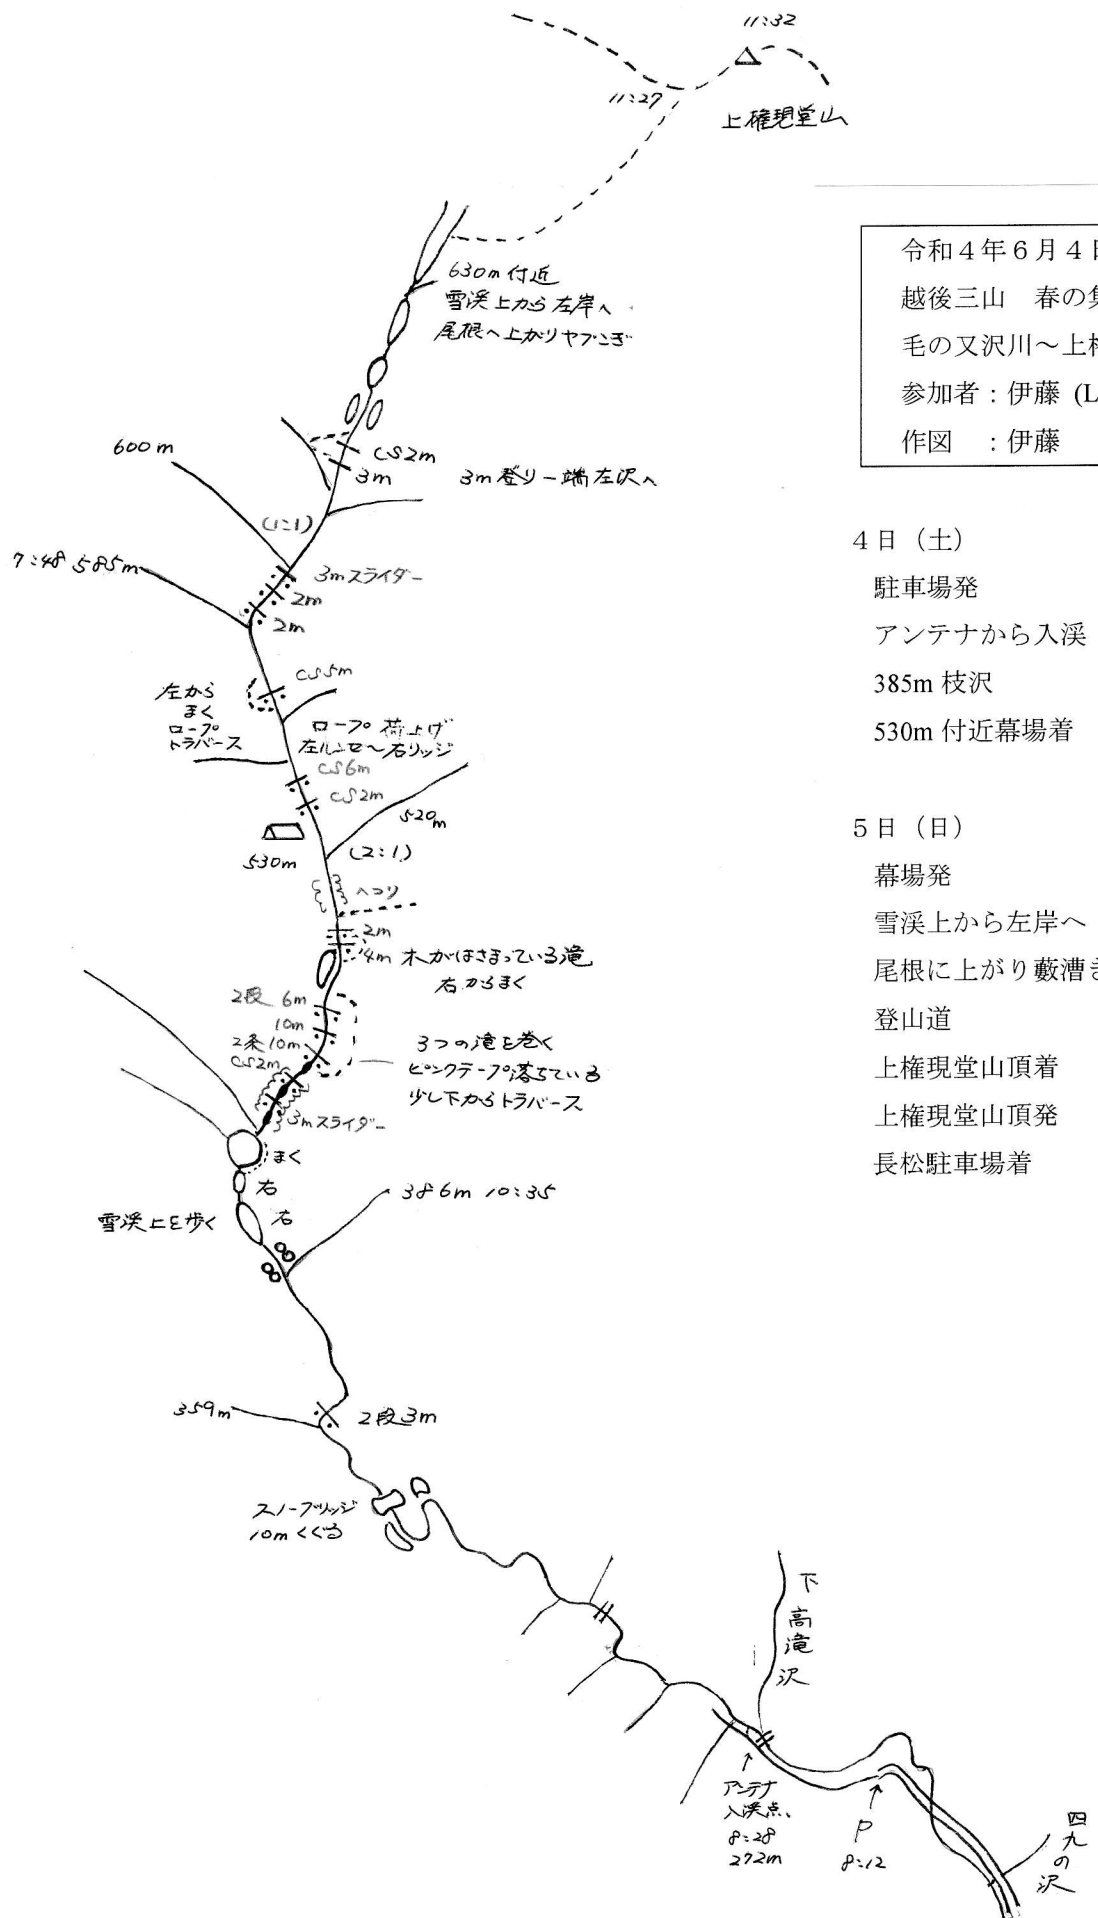 11:32
11:27
上権現堂山
令和４年６月４日
越後三山　春の集
毛の又沢川～上権
参加者：伊藤 (L
作図　：伊藤
630m 付近
雪渓上から左岸へ
尾根へ上がりヤブこぎ
CS2m
3m
3m登り一端左沢へ
600m
(1:1)
7:48 585m
3mスライダー
2m
2m
CS5m
左から
まく
ロープ
トラバース
ロープ 荷上げ
左ルンゼ～右リッジ
CS6m
CS2m
520m
530m
(2:1)
へつり
2m
4m 木がはさまっている滝
右からまく
2段 6m
10m
2条10m
CS2m
3つの滝を巻く
ピンクテープ落ちている
少し下からトラバース
3mスライダー
まく
右
右
386m 10:35
雪渓上を歩く
359m
2段3m
スノーブリッジ
10mくぐる
下高滝沢
アンテナ
入渓点
8:28
272m
P
8:12
四九の沢
４日（土）
駐車場発
アンテナから入渓
385m 枝沢
530m 付近幕場着
５日（日）
幕場発
雪渓上から左岸へ
尾根に上がり藪漕き
登山道
上権現堂山頂着
上権現堂山頂発
長松駐車場着